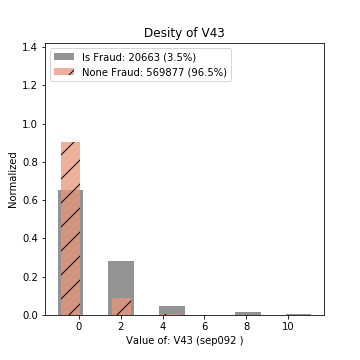 Desity of V43
Is Fraud: 20663 (3.5%)
None Fraud: 569877 (96.5%)
1.4
1.2
1.0
0.8
0.6
0.4
0.2
0.0
Normalized
0 2 4 6 8 10
Value of: V43 (sep092 )